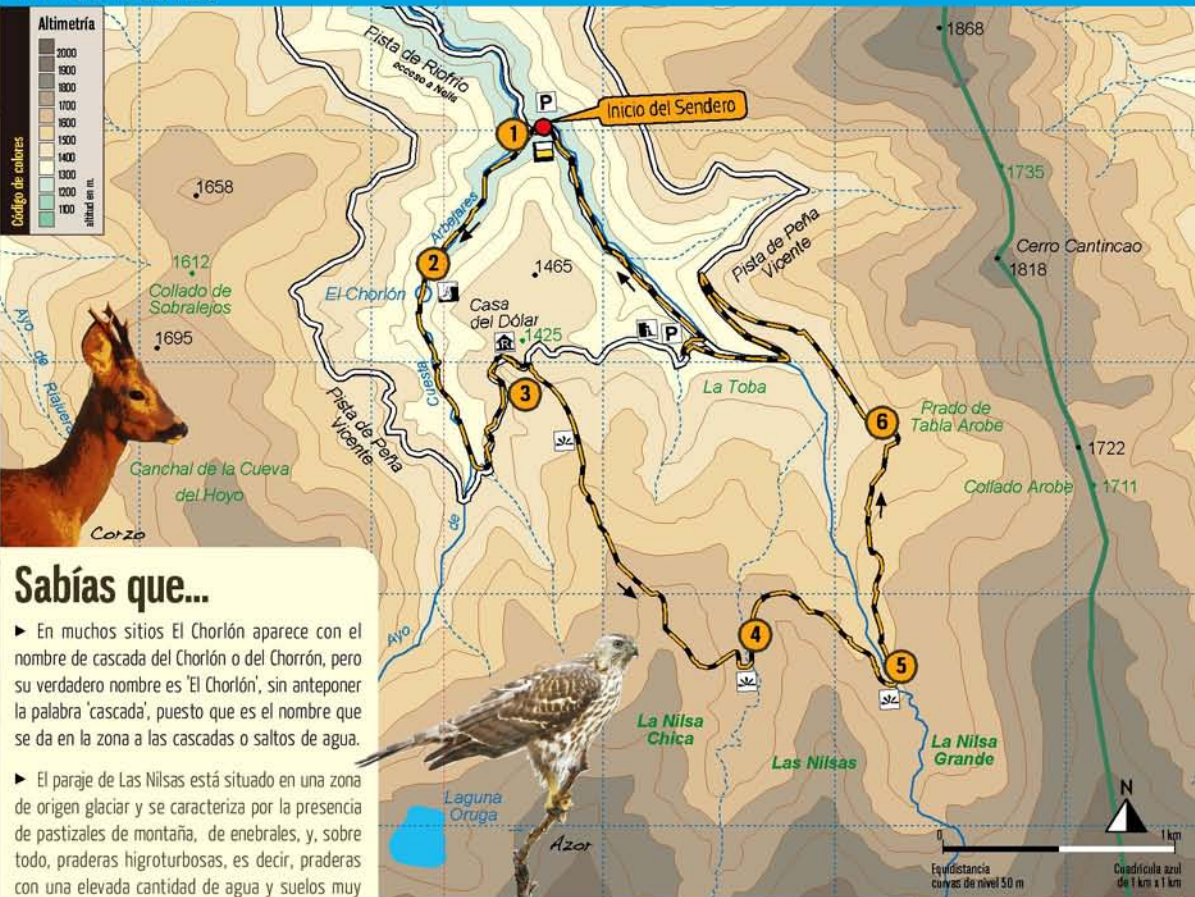 Código de colores
Altimetría
2000
1900
1800
1700
1600
1500
1400
1300
1200
1100
altitud en m.
Pista de Riofrío
acceso a Nella
P
Inicio del Sendero
1
1868
1735
1658
Arbejares
2
El Chorlón
1465
Pista de Peña
Vicente
Cerro Cantincao
1818
1612
Collado de
Sobralejos
1695
Ayo
de
Riajuera
Casa
del Dólar
1425
i
P
La Toba
Cuesta
3
Pista de Peña
Vicente
6
Prado de
Tabla Arobe
1722
Collado Arobe
1711
Canchal de la Cueva
del Hoyo
Corzo
de
Ayo
4
5
La Nilsa
Chica
Las Nilsas
La Nilsa
Grande
Laguna
Oruga
Azor
N
0
1 km
Equidistancia
curvas de nivel 50 m
Cuadrícula azul
de 1 km x 1 km
Sabías que...
► En muchos sitios El Chorlón aparece con el
nombre de cascada del Chorlón o del Chorrón, pero
su verdadero nombre es 'El Chorlón', sin anteponer
la palabra 'cascada', puesto que es el nombre que
se da en la zona a las cascadas o saltos de agua.
► El paraje de Las Nilsas está situado en una zona
de origen glaciar y se caracteriza por la presencia
de pastizales de montaña, de enebrales, y, sobre
todo, praderas higroturbosas, es decir, praderas
con una elevada cantidad de agua y suelos muy